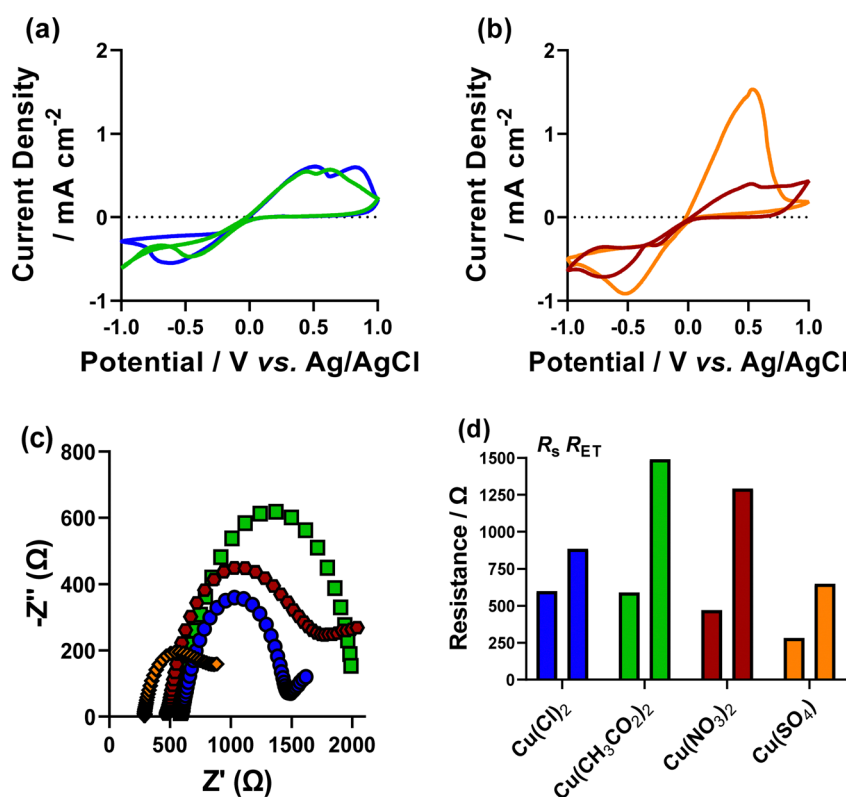 (a)
Current Density
/ mA cm⁻²
2
1
0
-1
-1.0 -0.5 0.0 0.5 1.0
Potential / V vs. Ag/AgCl
(b)
Current Density
/ mA cm⁻²
2
1
0
-1
-1.0 -0.5 0.0 0.5 1.0
Potential / V vs. Ag/AgCl
(c)
-Z'' (Ω)
800
600
400
200
0
0 500 1000 1500 2000
Z' (Ω)
(d)
Rs RET
Resistance / Ω
1500
1250
1000
750
500
250
0
Cu(Cl)₂
Cu(CH₃CO₂)₂
Cu(NO₃)₂
Cu(SO₄)